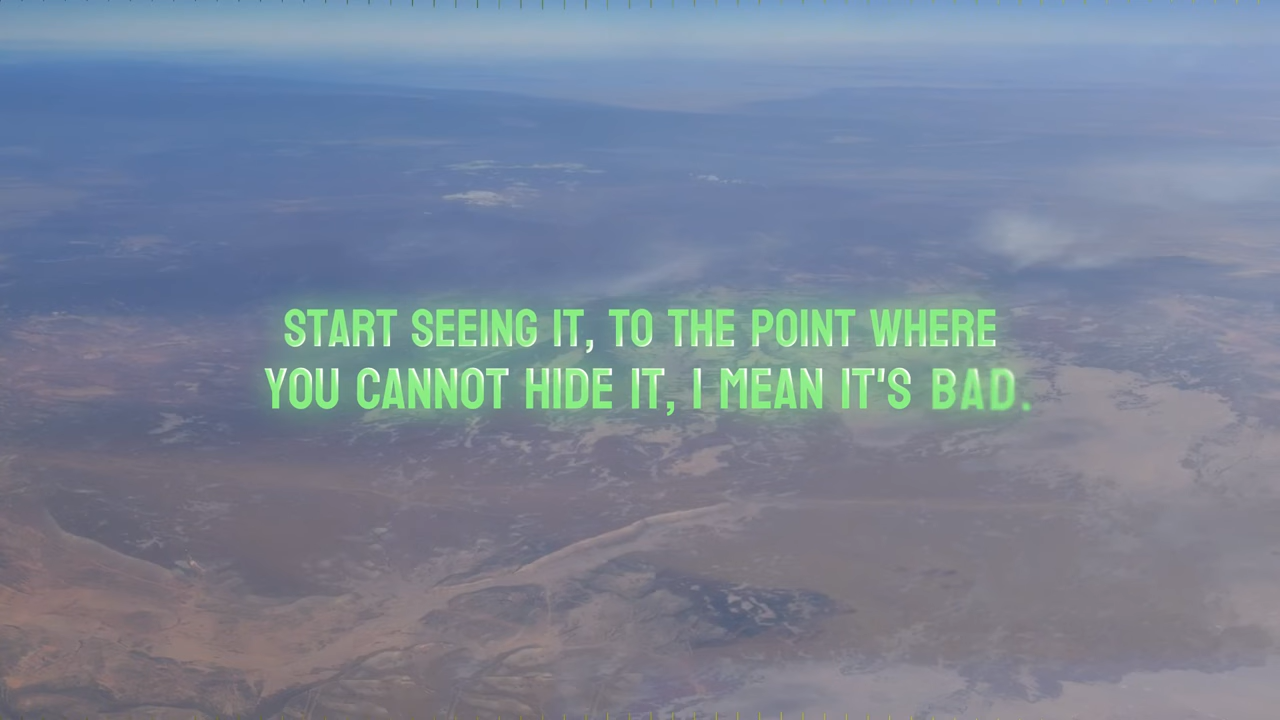 START SEEING IT, TO THE POINT WHERE
YOU CANNOT HIDE IT, I MEAN IT'S BAD.